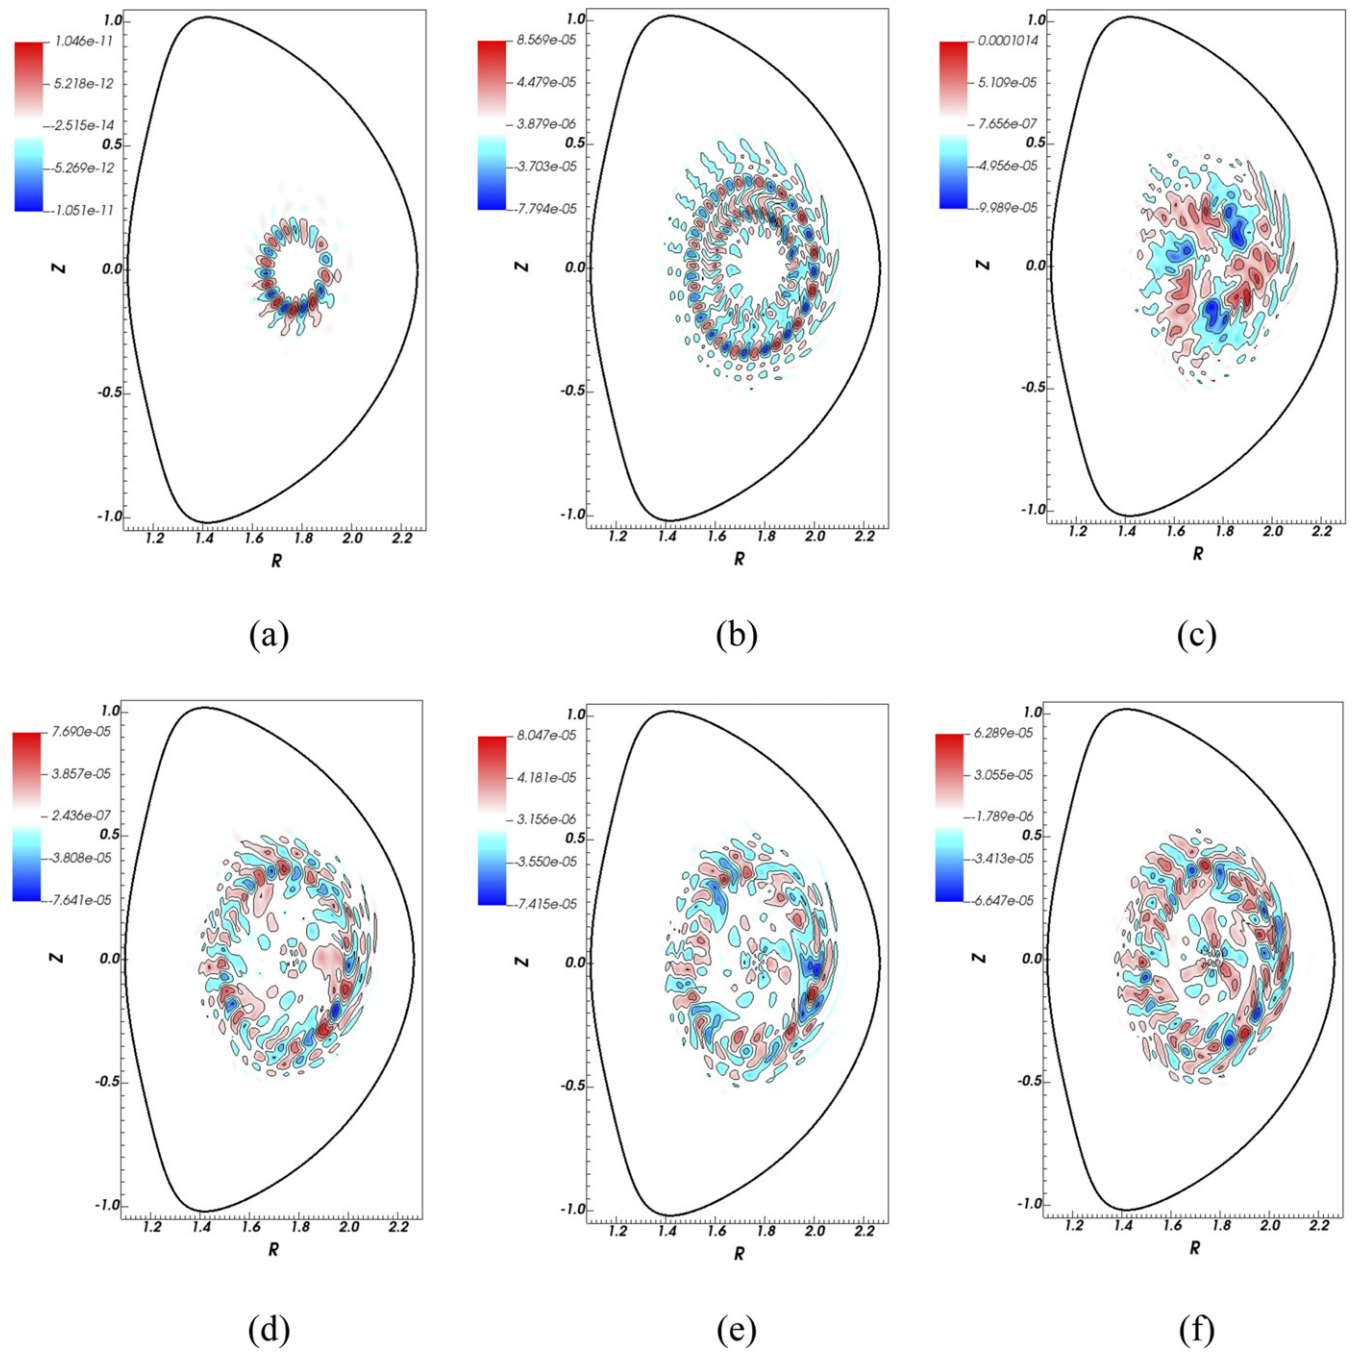 1.0
0.5
0.0
-0.5
-1.0
Z
1.046e-11
5.218e-12
-2.515e-14
-5.269e-12
-1.051e-11
1.2 1.4 1.6 1.8 2.0 2.2
R
(a)
1.0
0.5
0.0
-0.5
-1.0
Z
8.569e-05
4.479e-05
3.879e-06
-3.703e-05
-7.794e-05
1.2 1.4 1.6 1.8 2.0 2.2
R
(b)
1.0
0.5
0.0
-0.5
-1.0
Z
0.0001014
5.109e-05
7.656e-07
-4.956e-05
-9.989e-05
1.2 1.4 1.6 1.8 2.0 2.2
R
(c)
1.0
0.5
0.0
-0.5
-1.0
Z
7.690e-05
3.857e-05
2.436e-07
-3.808e-05
-7.641e-05
1.2 1.4 1.6 1.8 2.0 2.2
R
(d)
1.0
0.5
0.0
-0.5
-1.0
Z
8.047e-05
4.181e-05
3.156e-06
-3.550e-05
-7.415e-05
1.2 1.4 1.6 1.8 2.0 2.2
R
(e)
1.0
0.5
0.0
-0.5
-1.0
Z
6.289e-05
3.055e-05
-1.789e-06
-3.413e-05
-6.647e-05
1.2 1.4 1.6 1.8 2.0 2.2
R
(f)